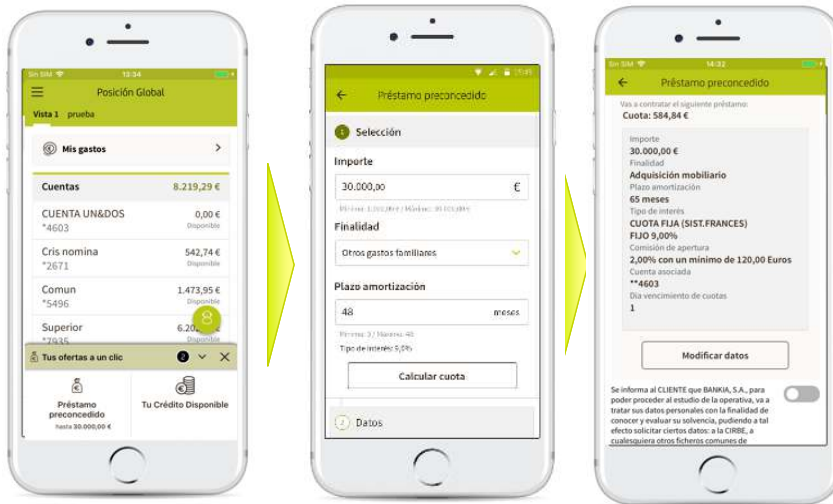 Sin SIM
13:34
Posición Global
Vista 1 prueba
Mis gastos
Cuentas 8.219,29 €
CUENTA UN&DOS 0,00 €
*4603 Disponible
Cris nomina 542,74 €
*2671 Disponible
Comun 1.473,95 €
*5496 Disponible
Superior
*7935 Disponible
Tus ofertas a un clic 2
Préstamo
preconcedido
hasta 30.000,00 €
Tu Crédito Disponible
Préstamo preconcedido
1 Selección
Importe
30.000,00 €
Finalidad
Otros gastos familiares
Plazo amortización
48 meses
Mínimo: 3 / Máximo: 48
Tipo de interés: 9,0%
Calcular cuota
2 Datos
Sin SIM 14:32
Préstamo preconcedido
Vas a contratar el siguiente préstamo:
Cuota: 584,84 €
Importe
30.000,00 €
Finalidad
Adquisición mobiliario
Plazo amortización
65 meses
Tipo de interés
CUOTA FIJA (SIST.FRANCES)
FIJO 9,00%
Comisión de apertura
2,00% con un mínimo de 120,00 Euros
Cuenta asociada
**4603
Día vencimiento de cuotas
1
Modificar datos
Se informa al CLIENTE que BANKIA, S.A., para
poder proceder al estudio de la operativa, va a
tratar sus datos personales con la finalidad de
conocer y evaluar su solvencia, pudiendo a tal
efecto solicitar ciertos datos: a la CIRBE, a
cualesquiera otros ficheros comunes de